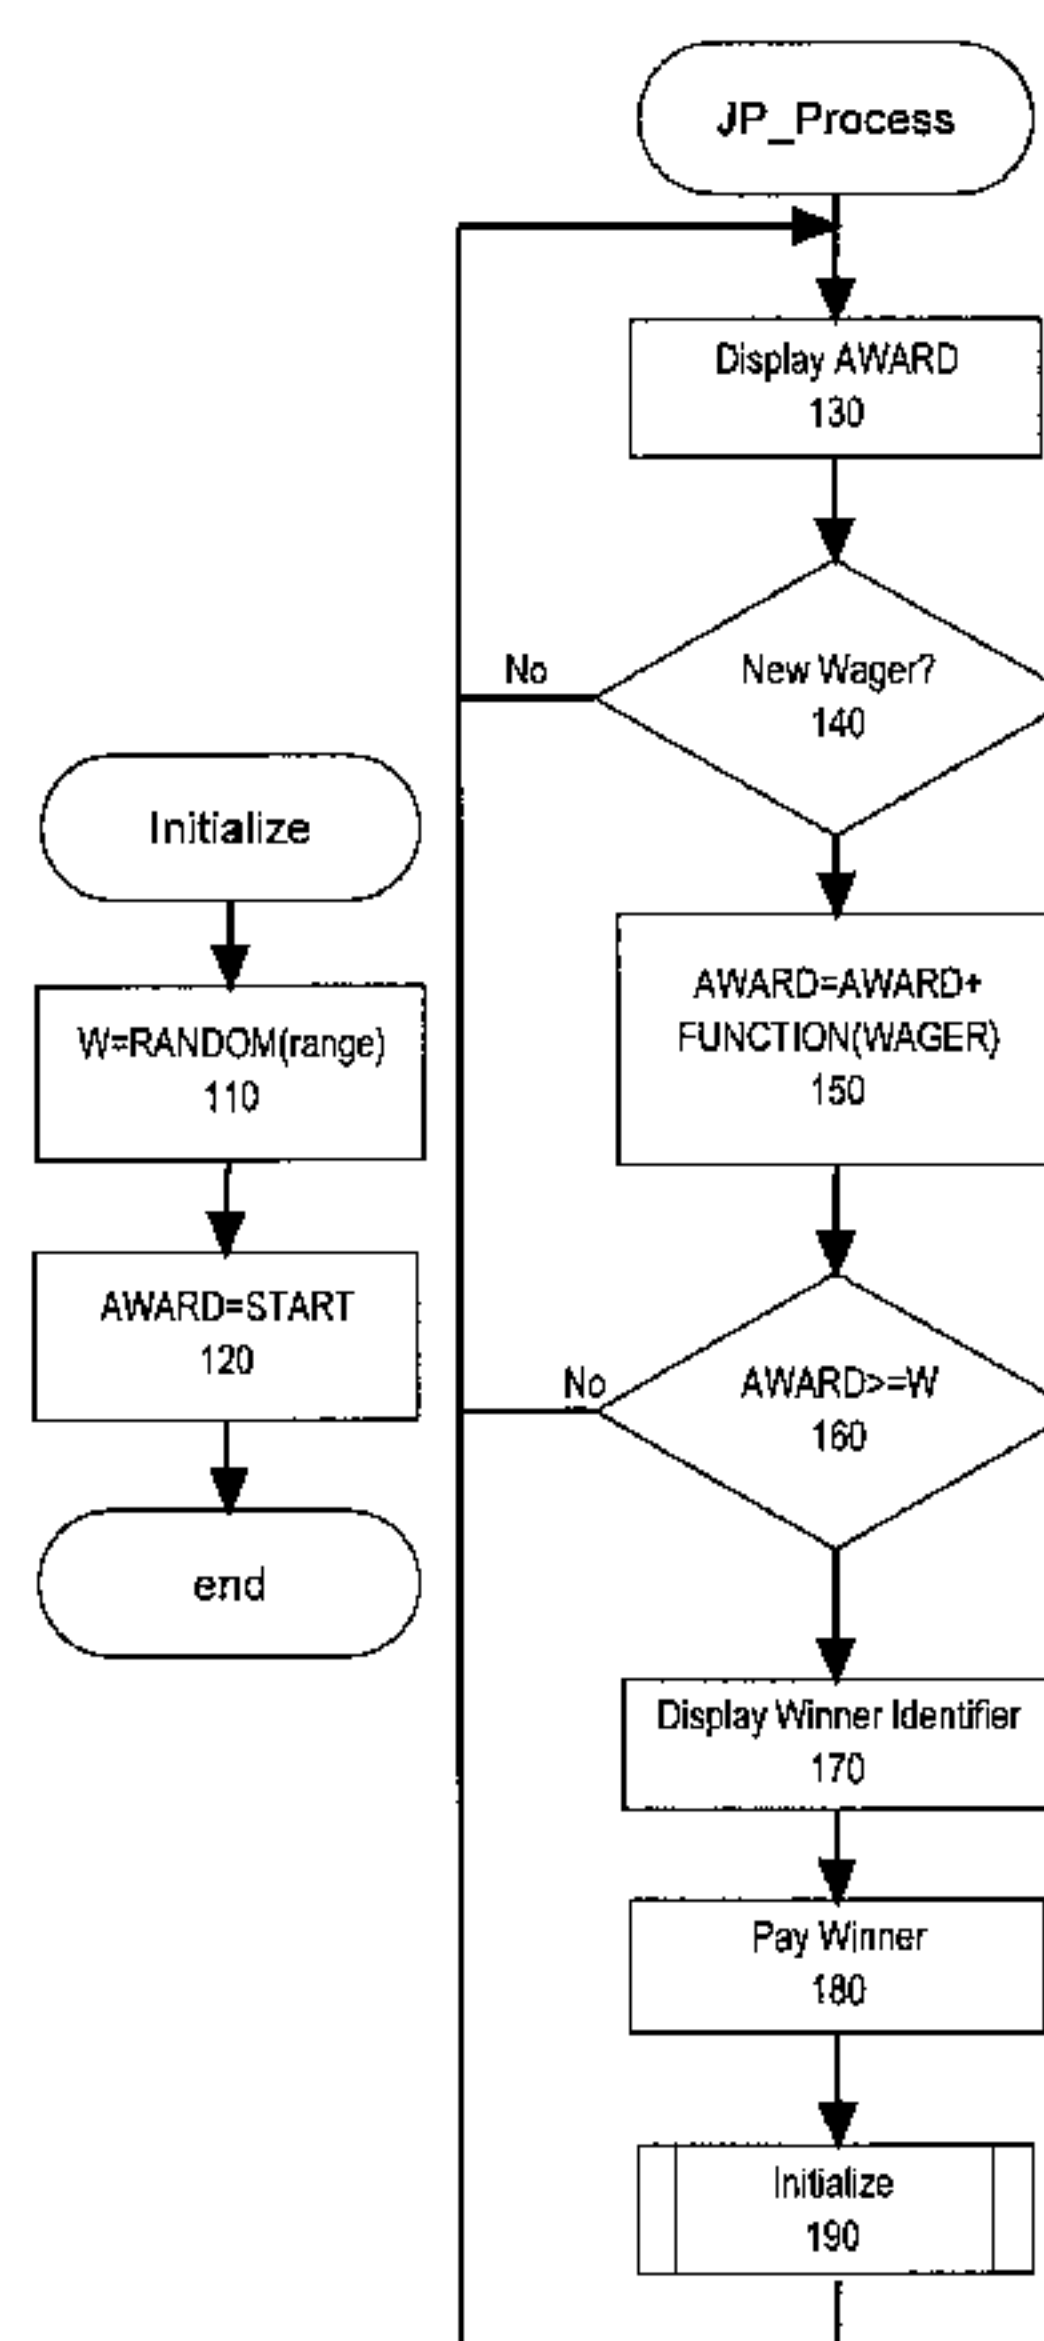 JP_Process
Display AWARD
130
New Wager?
140
No
AWARD=AWARD+
FUNCTION(WAGER)
150
AWARD>=W
160
No
Display Winner Identifier
170
Pay Winner
180
Initialize
190
Initialize
W=RANDOM(range)
110
AWARD=START
120
end